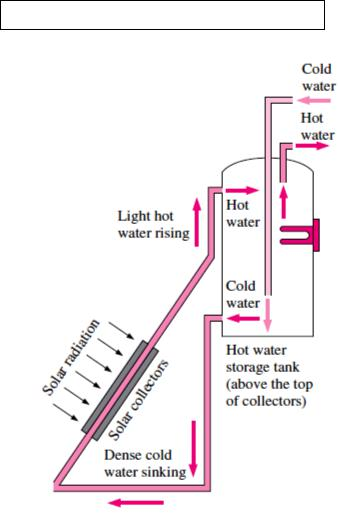 Cold
water
Hot
water
Light hot
water rising
Hot
water
Cold
water
Solar radiation
Solar collectors
Hot water
storage tank
(above the top
of collectors)
Dense cold
water sinking